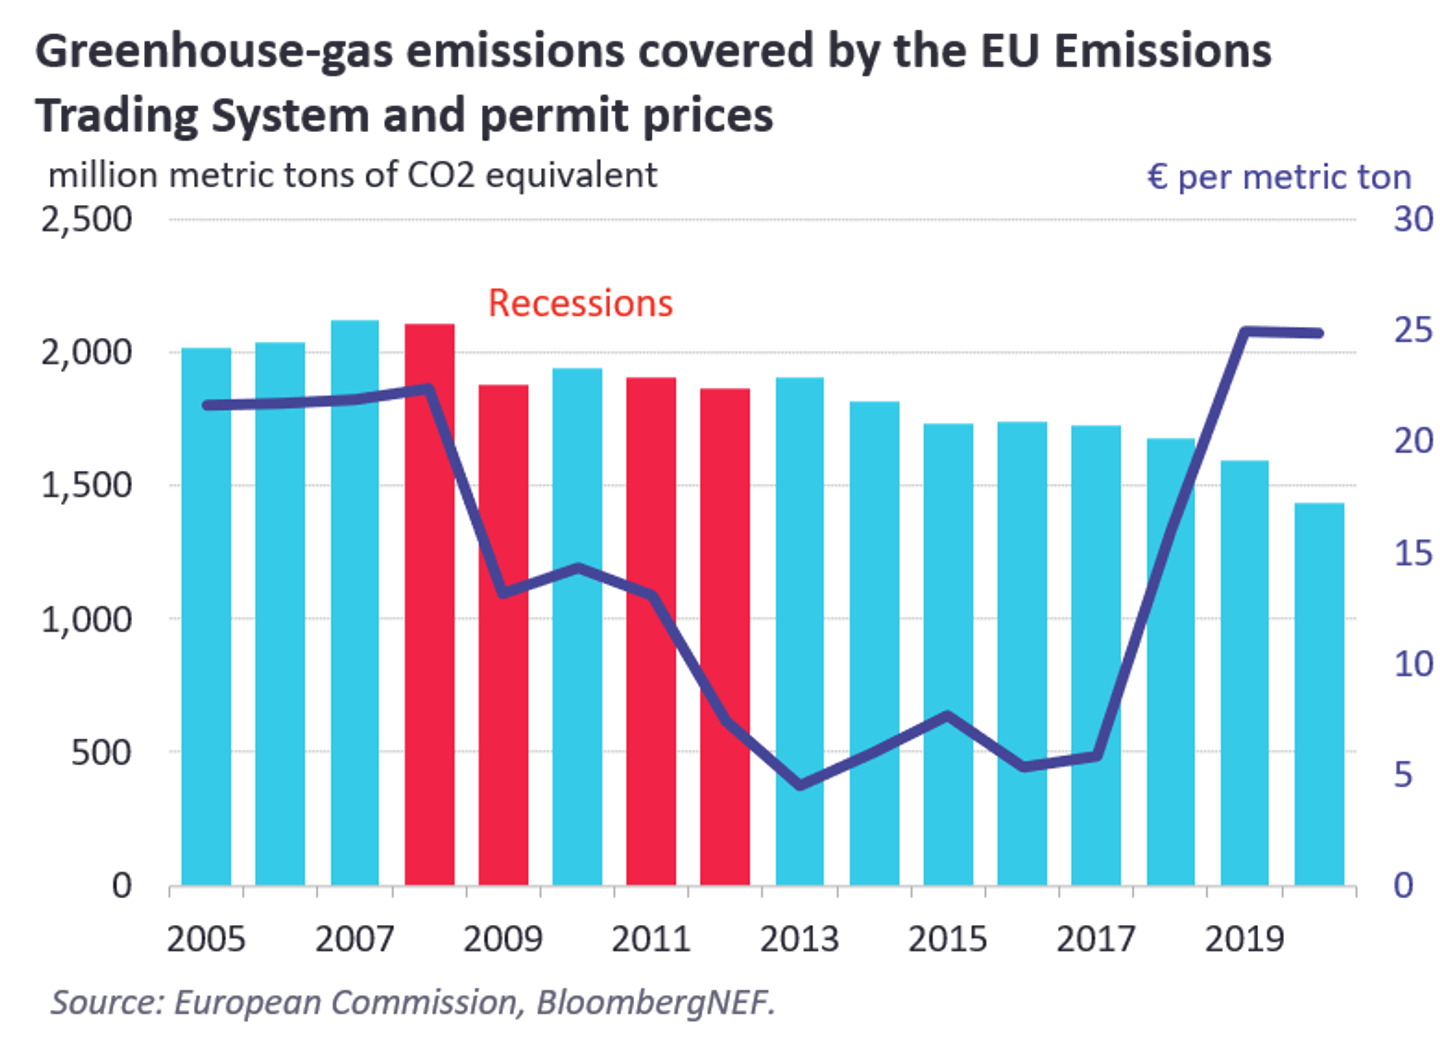 Greenhouse-gas emissions covered by the EU Emissions
Trading System and permit prices
million metric tons of CO2 equivalent
€ per metric ton
2,500
30
Recessions
25
2,000
20
1,500
15
1,000
10
500
5
0
0
2005 2007 2009 2011 2013 2015 2017 2019
Source: European Commission, BloombergNEF.